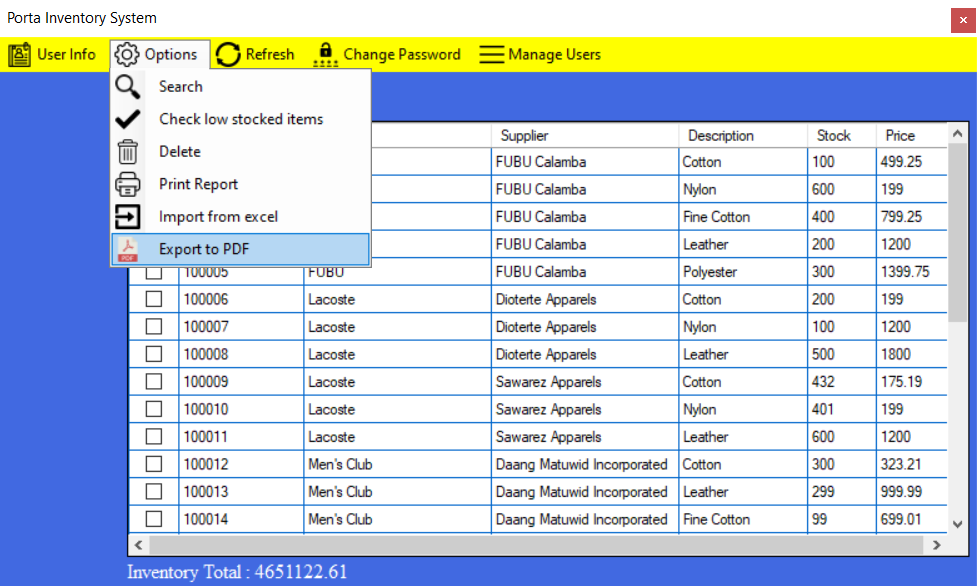 Porta Inventory System
User Info Options Refresh Change Password Manage Users
Search
Check low stocked items
Delete
Print Report
Import from excel
PDF Export to PDF
Supplier Description Stock Price
FUBU Calamba Cotton 100 499.25
FUBU Calamba Nylon 600 199
FUBU Calamba Fine Cotton 400 799.25
FUBU Calamba Leather 200 1200
100005 FUBU FUBU Calamba Polyester 300 1399.75
100006 Lacoste Dioterte Apparels Cotton 200 199
100007 Lacoste Dioterte Apparels Nylon 100 1200
100008 Lacoste Dioterte Apparels Leather 500 1800
100009 Lacoste Sawarez Apparels Cotton 432 175.19
100010 Lacoste Sawarez Apparels Nylon 401 199
100011 Lacoste Sawarez Apparels Leather 600 1200
100012 Men's Club Daang Matuwid Incorporated Cotton 300 323.21
100013 Men's Club Daang Matuwid Incorporated Leather 299 999.99
100014 Men's Club Daang Matuwid Incorporated Fine Cotton 99 699.01
Inventory Total : 4651122.61